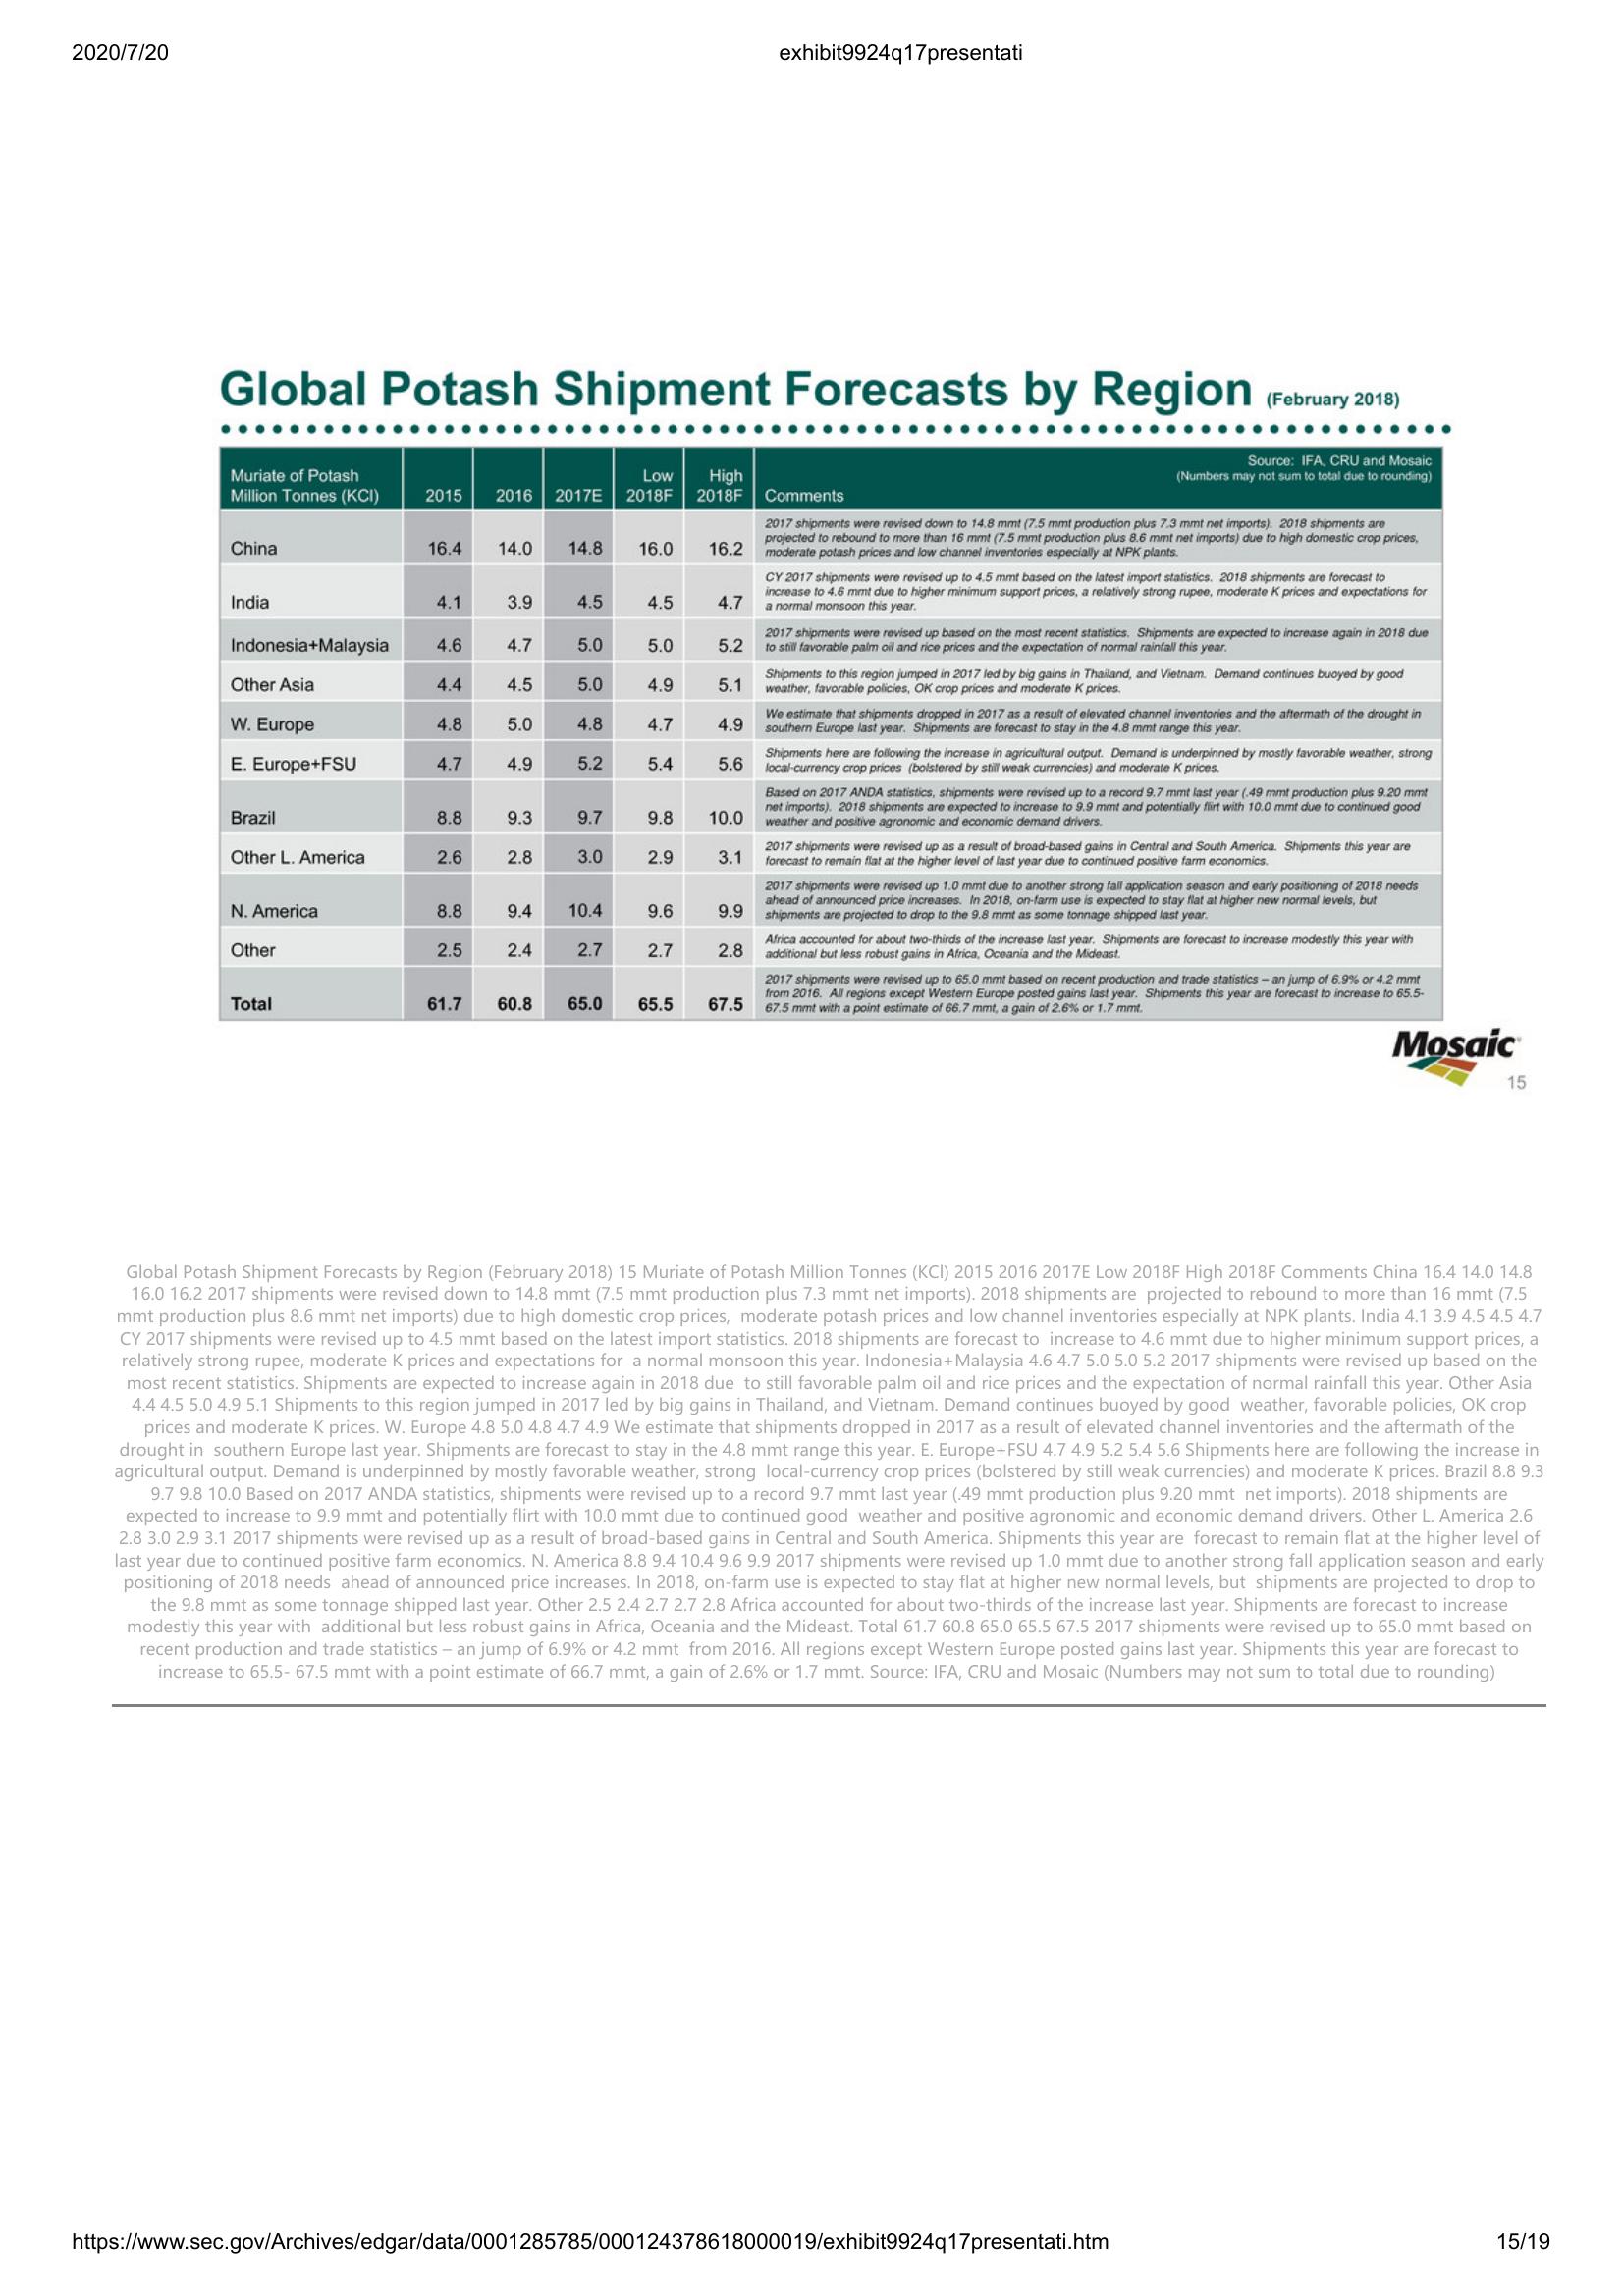 2020/7/20
exhibit9924q17presentati
Global Potash Shipment Forecasts by Region (February 2018)
Source: IFA, CRU and Mosaic
(Numbers may not sum to total due to rounding)
Muriate of Potash
Million Tonnes (KCl)
2015
2016
2017E
Low
2018F
High
2018F
Comments
China 16.4 14.0 14.8 16.0 16.2
2017 shipments were revised down to 14.8 mmt (7.5 mmt production plus 7.3 mmt net imports). 2018 shipments are
projected to rebound to more than 16 mmt (7.5 mmt production plus 8.6 mmt net imports) due to high domestic crop prices,
moderate potash prices and low channel inventories especially at NPK plants.
India 4.1 3.9 4.5 4.5 4.7
CY 2017 shipments were revised up to 4.5 mmt based on the latest import statistics. 2018 shipments are forecast to
increase to 4.6 mmt due to higher minimum support prices, a relatively strong rupee, moderate K prices and expectations for
a normal monsoon this year.
Indonesia+Malaysia 4.6 4.7 5.0 5.0 5.2
2017 shipments were revised up based on the most recent statistics. Shipments are expected to increase again in 2018 due
to still favorable palm oil and rice prices and the expectation of normal rainfall this year.
Other Asia 4.4 4.5 5.0 4.9 5.1
Shipments to this region jumped in 2017 led by big gains in Thailand, and Vietnam. Demand continues buoyed by good
weather, favorable policies, OK crop prices and moderate K prices.
W. Europe 4.8 5.0 4.8 4.7 4.9
We estimate that shipments dropped in 2017 as a result of elevated channel inventories and the aftermath of the drought in
southern Europe last year. Shipments are forecast to stay in the 4.8 mmt range this year.
E. Europe+FSU 4.7 4.9 5.2 5.4 5.6
Shipments here are following the increase in agricultural output. Demand is underpinned by mostly favorable weather, strong
local-currency crop prices (bolstered by still weak currencies) and moderate K prices.
Brazil 8.8 9.3 9.7 9.8 10.0
Based on 2017 ANDA statistics, shipments were revised up to a record 9.7 mmt last year (.49 mmt production plus 9.20 mmt
net imports). 2018 shipments are expected to increase to 9.9 mmt and potentially flirt with 10.0 mmt due to continued good
weather and positive agronomic and economic demand drivers.
Other L. America 2.6 2.8 3.0 2.9 3.1
2017 shipments were revised up as a result of broad-based gains in Central and South America. Shipments this year are
forecast to remain flat at the higher level of last year due to continued positive farm economics.
N. America 8.8 9.4 10.4 9.6 9.9
2017 shipments were revised up 1.0 mmt due to another strong fall application season and early positioning of 2018 needs
ahead of announced price increases. In 2018, on-farm use is expected to stay flat at higher new normal levels, but
shipments are projected to drop to the 9.8 mmt as some tonnage shipped last year.
Other 2.5 2.4 2.7 2.7 2.8
Africa accounted for about two-thirds of the increase last year. Shipments are forecast to increase modestly this year with
additional but less robust gains in Africa, Oceania and the Mideast.
Total 61.7 60.8 65.0 65.5 67.5
2017 shipments were revised up to 65.0 mmt based on recent production and trade statistics – an jump of 6.9% or 4.2 mmt
from 2016. All regions except Western Europe posted gains last year. Shipments this year are forecast to increase to 65.5-
67.5 mmt with a point estimate of 66.7 mmt, a gain of 2.6% or 1.7 mmt.
Mosaic
15
Global Potash Shipment Forecasts by Region (February 2018) 15 Muriate of Potash Million Tonnes (KCl) 2015 2016 2017E Low 2018F High 2018F Comments China 16.4 14.0 14.8
16.0 16.2 2017 shipments were revised down to 14.8 mmt (7.5 mmt production plus 7.3 mmt net imports). 2018 shipments are projected to rebound to more than 16 mmt (7.5
mmt production plus 8.6 mmt net imports) due to high domestic crop prices, moderate potash prices and low channel inventories especially at NPK plants. India 4.1 3.9 4.5 4.5 4.7
CY 2017 shipments were revised up to 4.5 mmt based on the latest import statistics. 2018 shipments are forecast to increase to 4.6 mmt due to higher minimum support prices, a
relatively strong rupee, moderate K prices and expectations for a normal monsoon this year. Indonesia+Malaysia 4.6 4.7 5.0 5.0 5.2 2017 shipments were revised up based on the
most recent statistics. Shipments are expected to increase again in 2018 due to still favorable palm oil and rice prices and the expectation of normal rainfall this year. Other Asia
4.4 4.5 5.0 4.9 5.1 Shipments to this region jumped in 2017 led by big gains in Thailand, and Vietnam. Demand continues buoyed by good weather, favorable policies, OK crop
prices and moderate K prices. W. Europe 4.8 5.0 4.8 4.7 4.9 We estimate that shipments dropped in 2017 as a result of elevated channel inventories and the aftermath of the
drought in southern Europe last year. Shipments are forecast to stay in the 4.8 mmt range this year. E. Europe+FSU 4.7 4.9 5.2 5.4 5.6 Shipments here are following the increase in
agricultural output. Demand is underpinned by mostly favorable weather, strong local-currency crop prices (bolstered by still weak currencies) and moderate K prices. Brazil 8.8 9.3
9.7 9.8 10.0 Based on 2017 ANDA statistics, shipments were revised up to a record 9.7 mmt last year (.49 mmt production plus 9.20 mmt net imports). 2018 shipments are
expected to increase to 9.9 mmt and potentially flirt with 10.0 mmt due to continued good weather and positive agronomic and economic demand drivers. Other L. America 2.6
2.8 3.0 2.9 3.1 2017 shipments were revised up as a result of broad-based gains in Central and South America. Shipments this year are forecast to remain flat at the higher level of
last year due to continued positive farm economics. N. America 8.8 9.4 10.4 9.6 9.9 2017 shipments were revised up 1.0 mmt due to another strong fall application season and early
positioning of 2018 needs ahead of announced price increases. In 2018, on-farm use is expected to stay flat at higher new normal levels, but shipments are projected to drop to
the 9.8 mmt as some tonnage shipped last year. Other 2.5 2.4 2.7 2.7 2.8 Africa accounted for about two-thirds of the increase last year. Shipments are forecast to increase
modestly this year with additional but less robust gains in Africa, Oceania and the Mideast. Total 61.7 60.8 65.0 65.5 67.5 2017 shipments were revised up to 65.0 mmt based on
recent production and trade statistics – an jump of 6.9% or 4.2 mmt from 2016. All regions except Western Europe posted gains last year. Shipments this year are forecast to
increase to 65.5- 67.5 mmt with a point estimate of 66.7 mmt, a gain of 2.6% or 1.7 mmt. Source: IFA, CRU and Mosaic (Numbers may not sum to total due to rounding)
https://www.sec.gov/Archives/edgar/data/0001285785/000124378618000019/exhibit9924q17presentati.htm
15/19